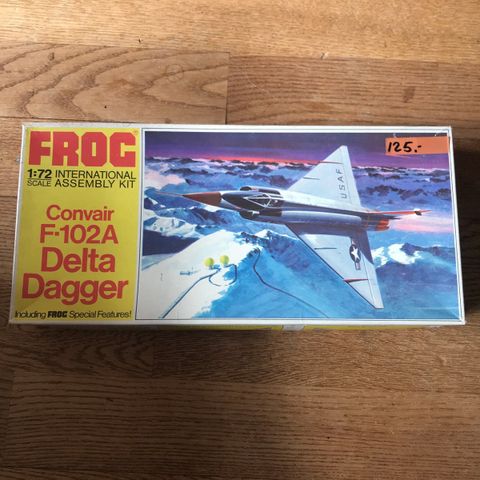 FROG
1:72 INTERNATIONAL
SCALE ASSEMBLY KIT
Convair
F-102A
Delta
Dagger
Including FROG Special Features!
125.-
USAF